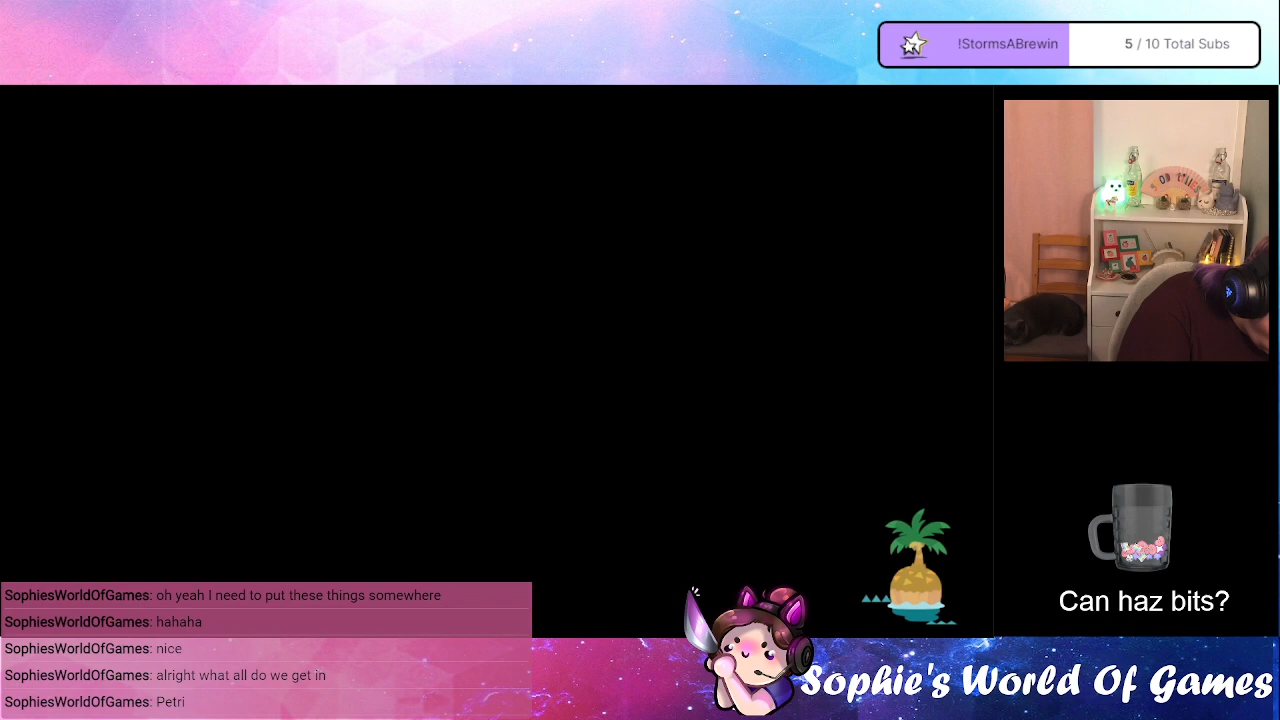 !StormsABrewin 5 / 10 Total Subs
SophiesWorldOfGames: oh yeah I need to put these things somewhere
SophiesWorldOfGames: hahaha
SophiesWorldOfGames: nice
SophiesWorldOfGames: alright what all do we get in
SophiesWorldOfGames: Petri
Can haz bits?
Sophie's World Of Games